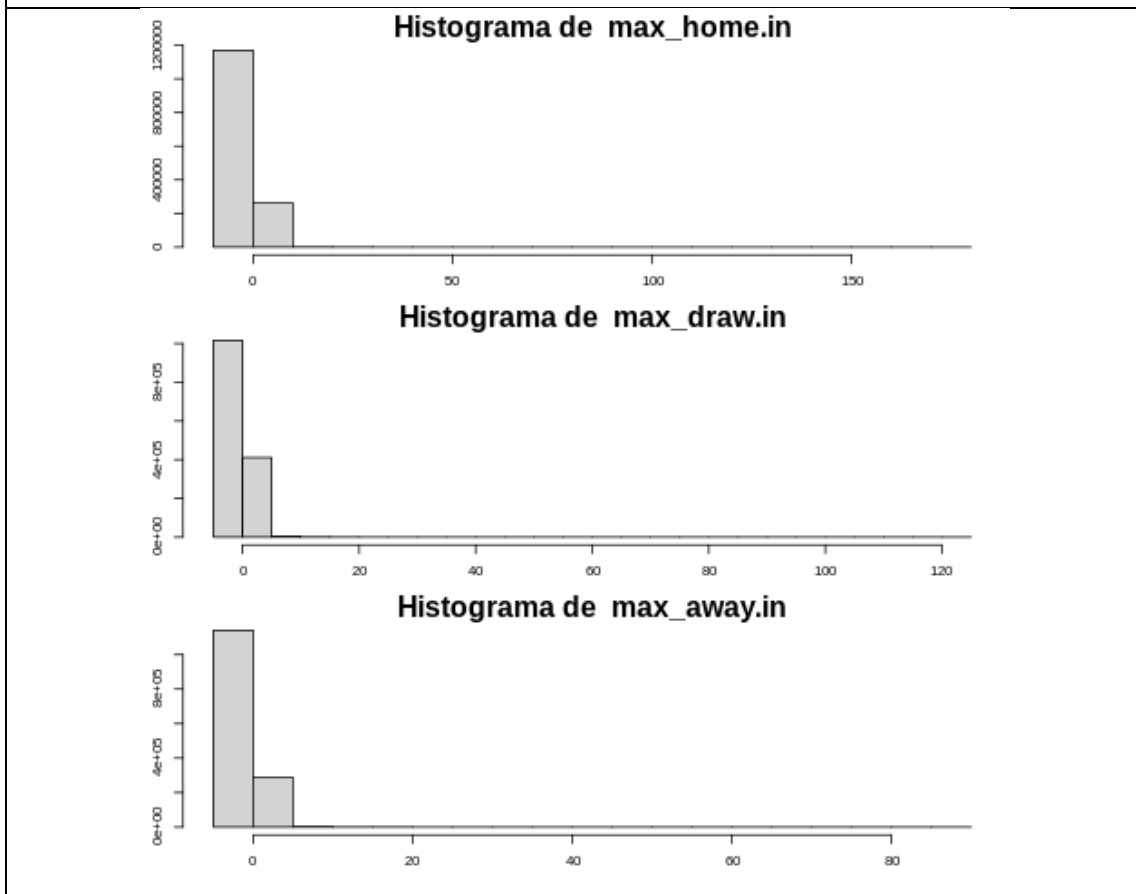 Histograma de max_home.in
1200000
800000
400000
0
0 50 100 150
Histograma de max_draw.in
8e+05
4e+05
0e+00
0 20 40 60 80 100 120
Histograma de max_away.in
8e+05
4e+05
0e+00
0 20 40 60 80